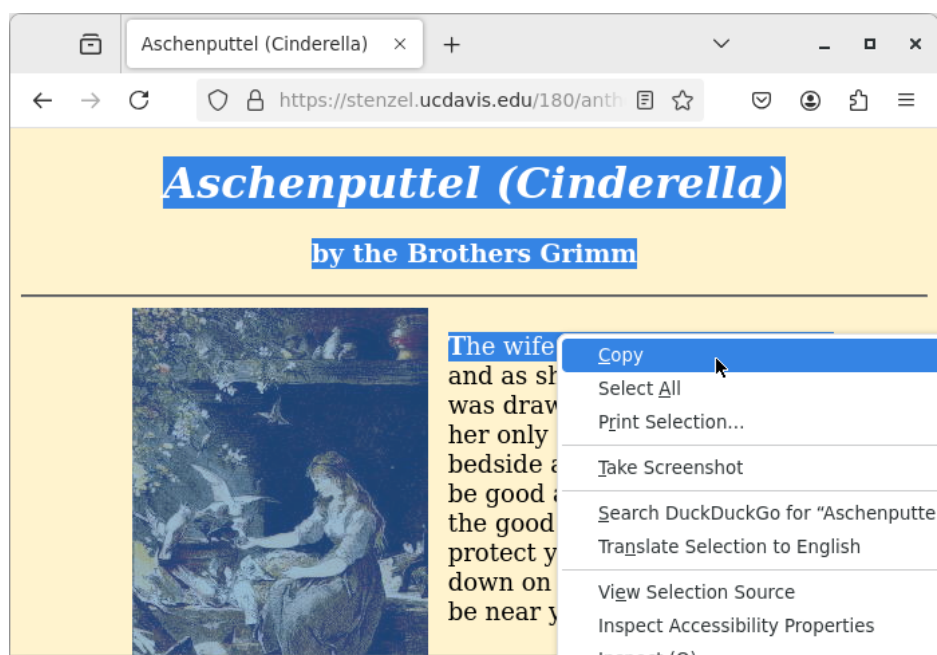 Aschenputtel (Cinderella)
https://stenzel.ucdavis.edu/180/anth
Aschenputtel (Cinderella)
by the Brothers Grimm
The wife
and as sh
was draw
her only
bedside a
be good a
the good
protect y
down on
be near y
Copy
Select All
Print Selection...
Take Screenshot
Search DuckDuckGo for “Aschenputte
Translate Selection to English
View Selection Source
Inspect Accessibility Properties
Inspect (Q)